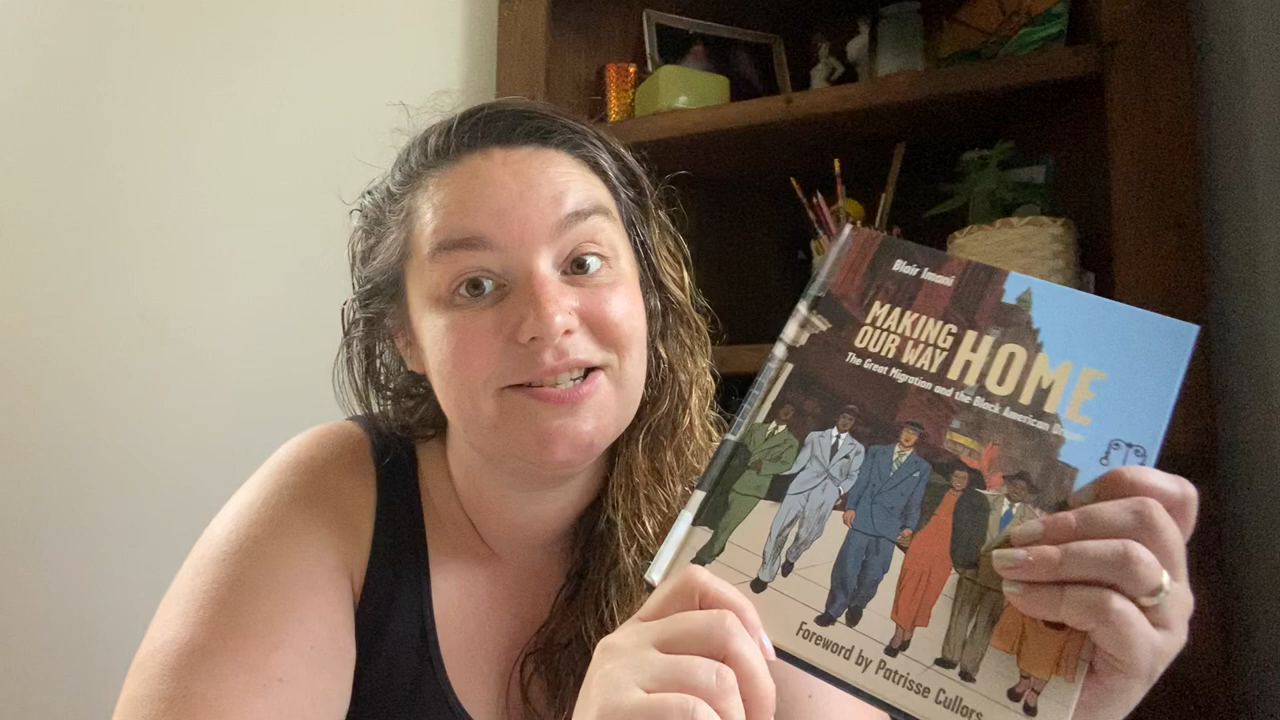 Blair Imani
MAKING
OUR WAY
HOME
The Great Migration and the Black American
Foreword by Patrisse Cullors